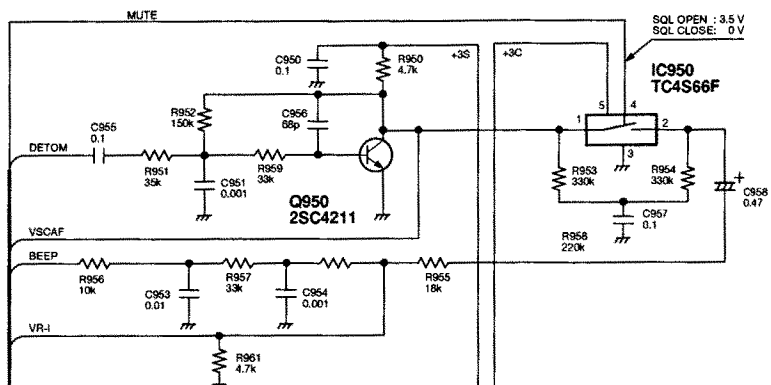 MUTE
SQL OPEN : 3.5 V
SQL CLOSE: 0 V
C950
0.1
R950
4.7k
+3S
+3C
IC950
TC4S66F
R952
150k
C956
68p
5
4
1
2
3
C955
0.1
DETOM
R951
35k
C951
0.001
R959
33k
Q950
2SC4211
R953
330k
R954
330k
C957
0.1
C958
0.47
+
R958
220k
VSCAF
BEEP
R956
10k
C953
0.01
R957
33k
C954
0.001
R955
18k
VR-I
R961
4.7k